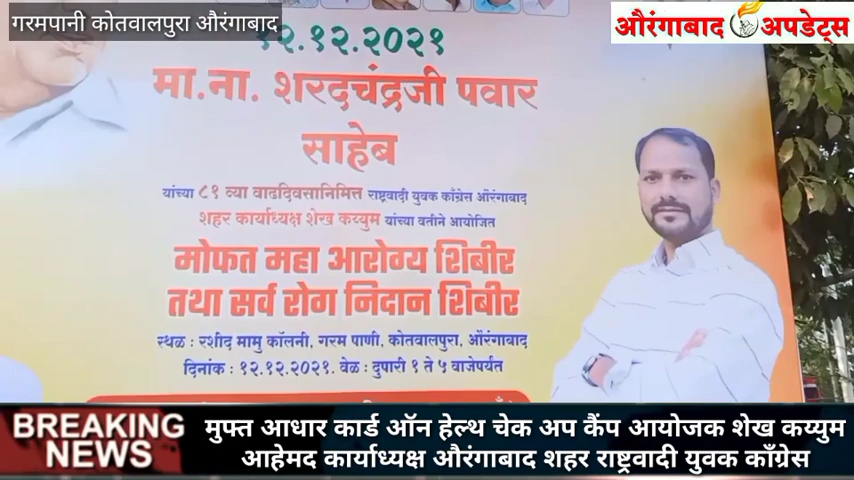 गरमपानी कोतवालपुरा औरंगाबाद
औरंगाबाद अपडेट्स
१२.१२.२०२१
मा.ना. शरदचंद्रजी पवार
साहेब
यांच्या ८१ व्या वाढदिवसानिमित्त राष्ट्रवादी युवक काँग्रेस औरंगाबाद
शहर कार्याध्यक्ष शेख कय्युम यांच्या वतीने आयोजित
मोफत महा आरोग्य शिबीर
तथा सर्व रोग निदान शिबीर
स्थळ : रशीद मामु कॉलनी, गरम पाणी, कोतवालपुरा, औरंगाबाद
दिनांक : १२.१२.२०२१. वेळ : दुपारी १ ते ५ वाजेपर्यंत
BREAKING
NEWS
मुफ्त आधार कार्ड ऑन हेल्थ चेक अप कैंप आयोजक शेख कय्युम
आहेमद कार्याध्यक्ष औरंगाबाद शहर राष्ट्रवादी युवक काँग्रेस